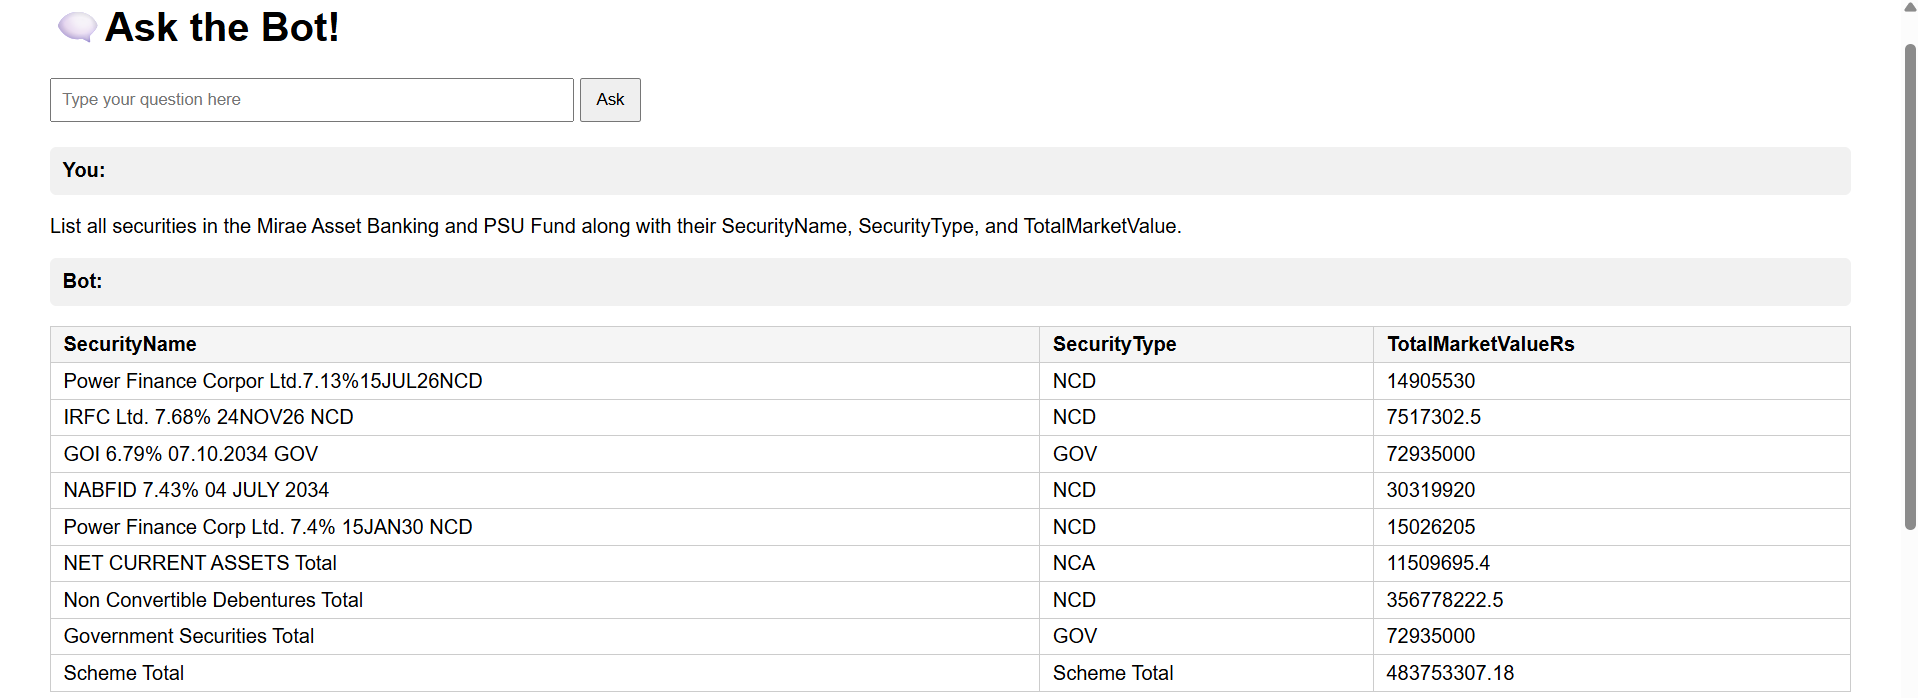 Ask the Bot!
Type your question here
Ask
You:
List all securities in the Mirae Asset Banking and PSU Fund along with their SecurityName, SecurityType, and TotalMarketValue.
Bot:
SecurityName SecurityType TotalMarketValueRs
Power Finance Corpor Ltd.7.13%15JUL26NCD NCD 14905530
IRFC Ltd. 7.68% 24NOV26 NCD NCD 7517302.5
GOI 6.79% 07.10.2034 GOV GOV 72935000
NABFID 7.43% 04 JULY 2034 NCD 30319920
Power Finance Corp Ltd. 7.4% 15JAN30 NCD NCD 15026205
NET CURRENT ASSETS Total NCA 11509695.4
Non Convertible Debentures Total NCD 356778222.5
Government Securities Total GOV 72935000
Scheme Total Scheme Total 483753307.18